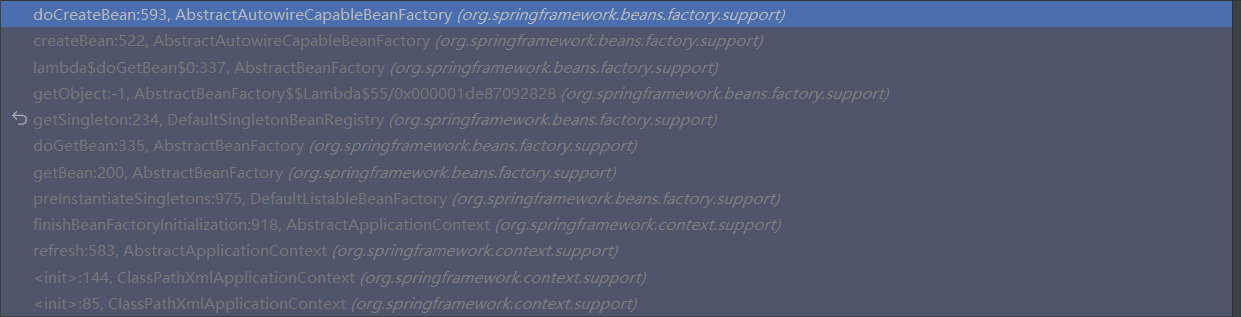 doCreateBean:593, AbstractAutowireCapableBeanFactory (org.springframework.beans.factory.support)
createBean:522, AbstractAutowireCapableBeanFactory (org.springframework.beans.factory.support)
lambda$doGetBean$0:337, AbstractBeanFactory (org.springframework.beans.factory.support)
getObject:-1, AbstractBeanFactory$$Lambda$55/0x000001de87092828 (org.springframework.beans.factory.support)
getSingleton:234, DefaultSingletonBeanRegistry (org.springframework.beans.factory.support)
doGetBean:335, AbstractBeanFactory (org.springframework.beans.factory.support)
getBean:200, AbstractBeanFactory (org.springframework.beans.factory.support)
preInstantiateSingletons:975, DefaultListableBeanFactory (org.springframework.beans.factory.support)
finishBeanFactoryInitialization:918, AbstractApplicationContext (org.springframework.context.support)
refresh:583, AbstractApplicationContext (org.springframework.context.support)
<init>:144, ClassPathXmlApplicationContext (org.springframework.context.support)
<init>:85, ClassPathXmlApplicationContext (org.springframework.context.support)